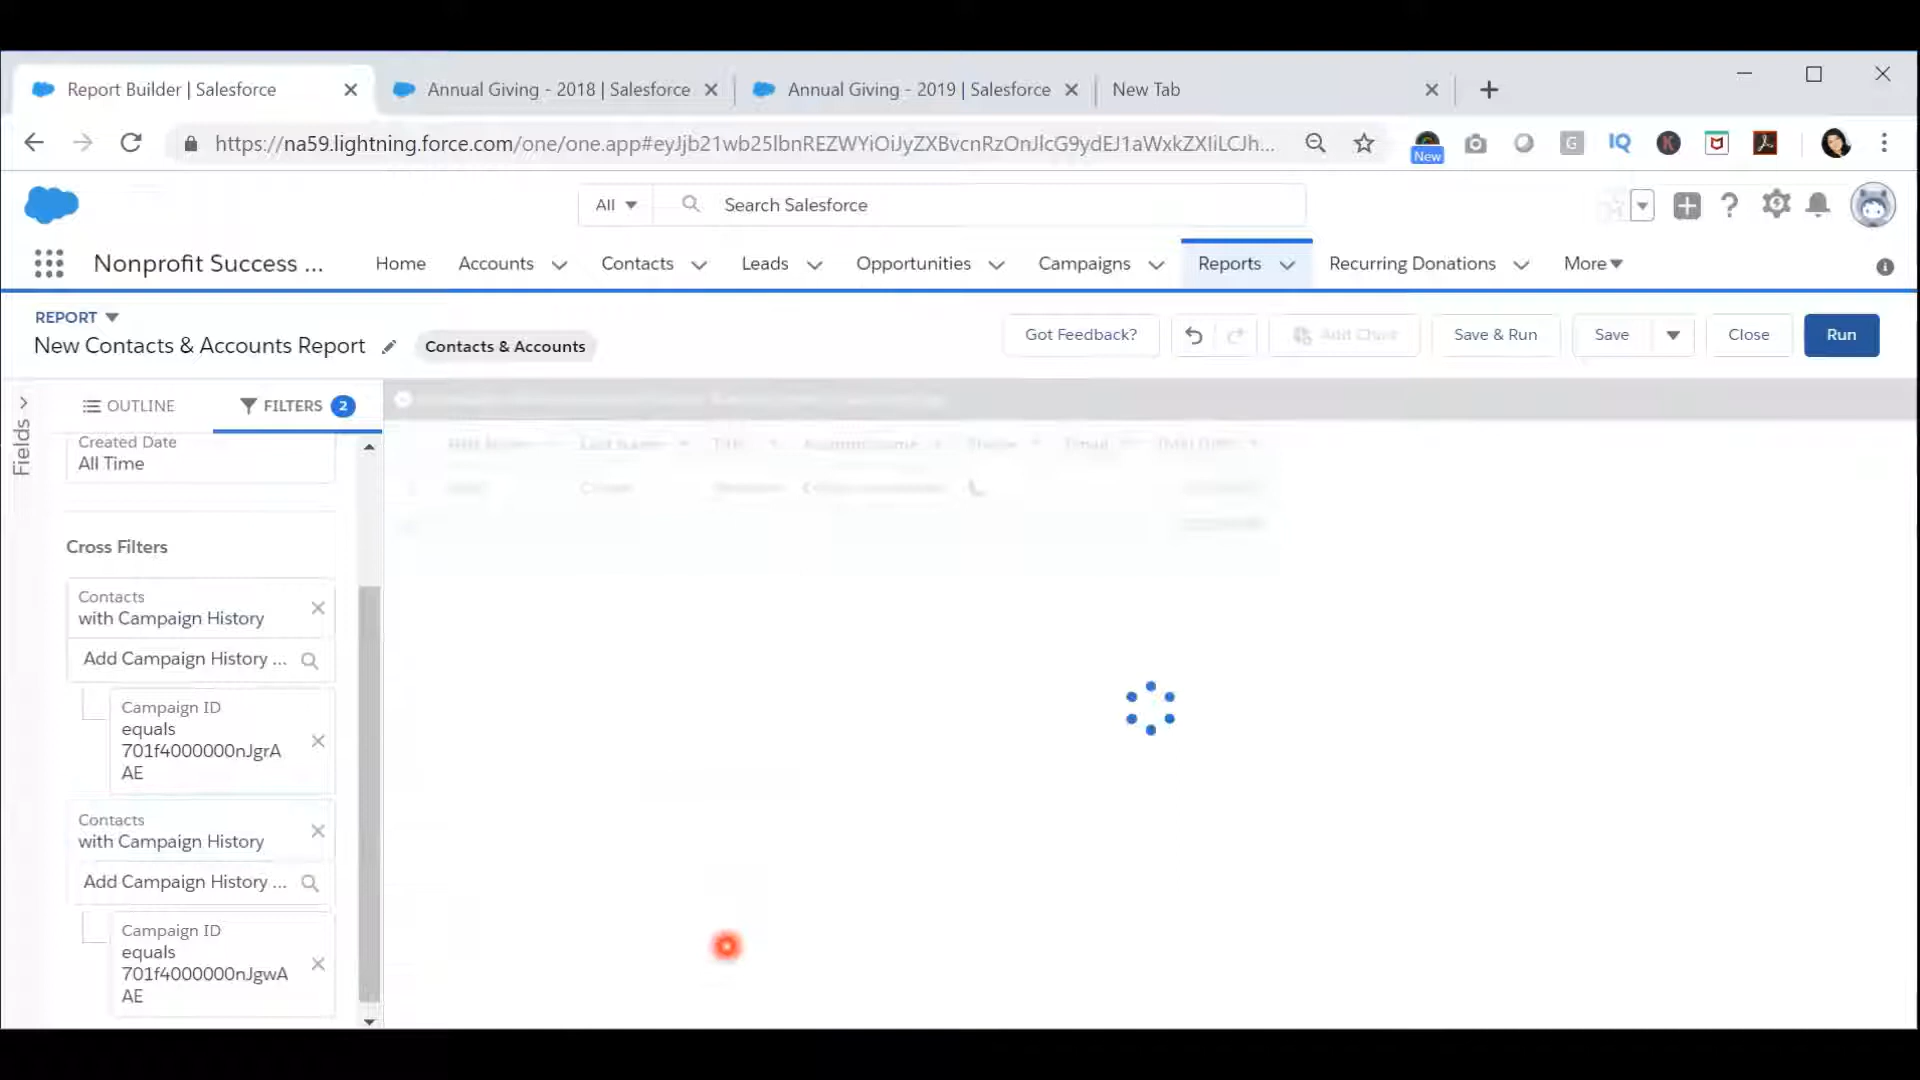 Report Builder | Salesforce
Annual Giving - 2018 | Salesforce
Annual Giving - 2019 | Salesforce
New Tab
https://na59.lightning.force.com/one/one.app#eyJjb21wb25lbnREZWYiOiJyZXBvcnRzOnJlcG9ydEJ1aWxkZXIiLCJh...
New
G
IQ
K
All
Search Salesforce
Nonprofit Success ...
Home
Accounts
Contacts
Leads
Opportunities
Campaigns
Reports
Recurring Donations
More
REPORT
New Contacts & Accounts Report
Contacts & Accounts
Got Feedback?
Add Chart
Save & Run
Save
Close
Run
Fields
OUTLINE
FILTERS 2
Created Date
All Time
Cross Filters
Contacts
with Campaign History
Add Campaign History ...
Campaign ID
equals
701f4000000nJgrA
AE
Contacts
with Campaign History
Add Campaign History ...
Campaign ID
equals
701f4000000nJgwA
AE